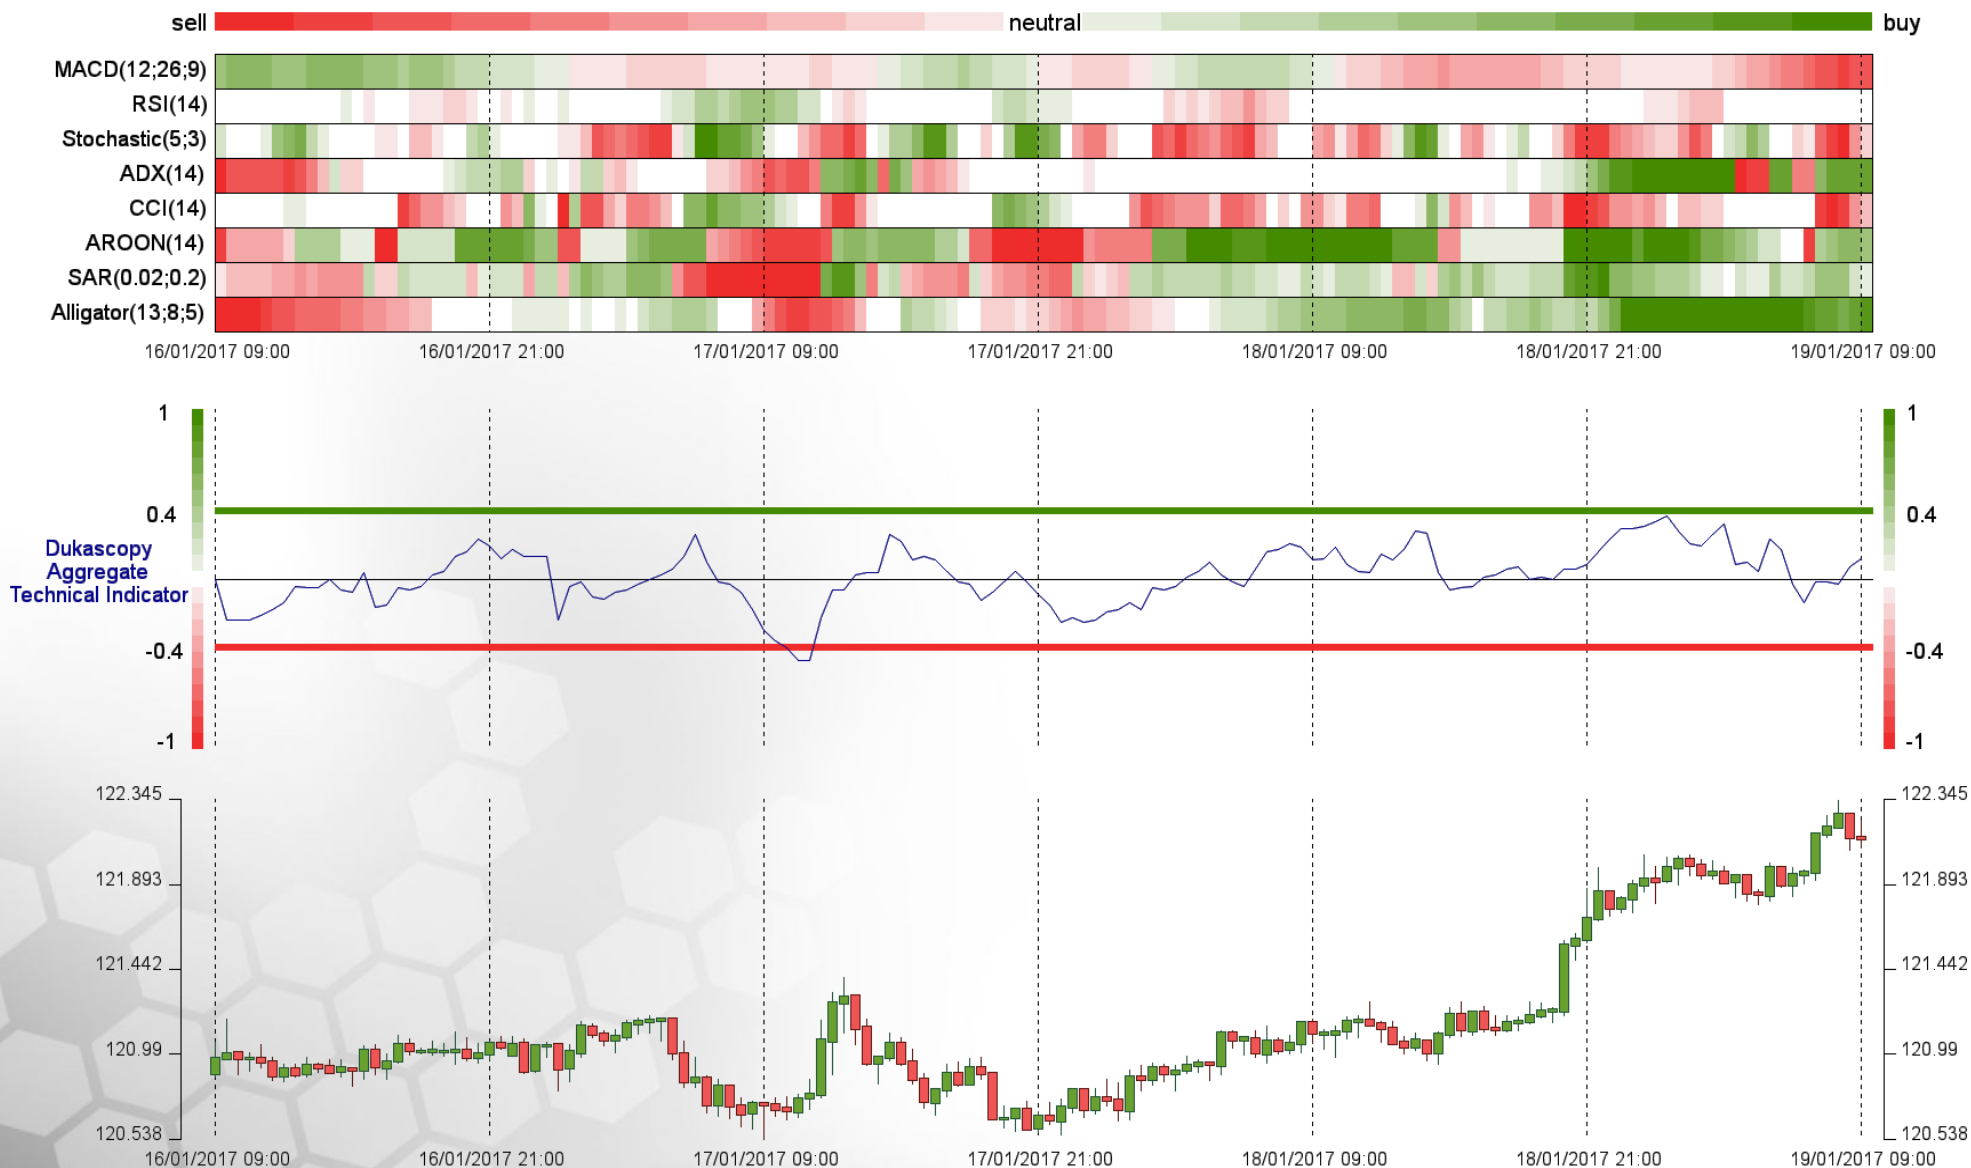 sell neutral buy
MACD(12;26;9)
RSI(14)
Stochastic(5;3)
ADX(14)
CCI(14)
AROON(14)
SAR(0.02;0.2)
Alligator(13;8;5)
16/01/2017 09:00 16/01/2017 21:00 17/01/2017 09:00 17/01/2017 21:00 18/01/2017 09:00 18/01/2017 21:00 19/01/2017 09:00
1 1
0.4 0.4
Dukascopy
Aggregate
Technical Indicator
-0.4 -0.4
-1 -1
122.345 122.345
121.893 121.893
121.442 121.442
120.99 120.99
120.538 120.538
16/01/2017 09:00 16/01/2017 21:00 17/01/2017 09:00 17/01/2017 21:00 18/01/2017 09:00 18/01/2017 21:00 19/01/2017 09:00